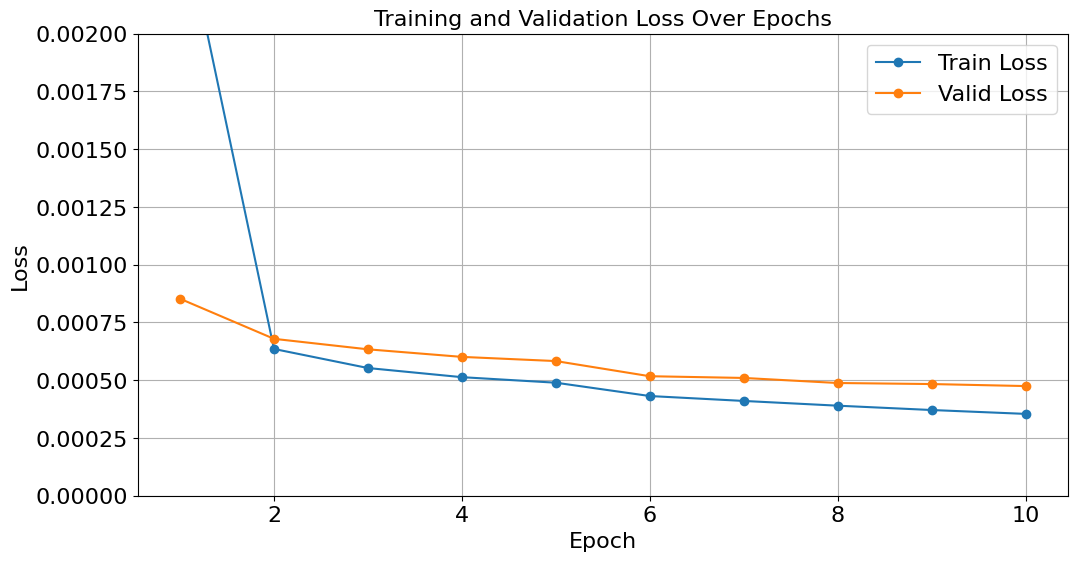 Training and Validation Loss Over Epochs
0.00200
0.00175
0.00150
0.00125
0.00100
0.00075
0.00050
0.00025
0.00000
Loss
Train Loss
Valid Loss
2 4 6 8 10
Epoch